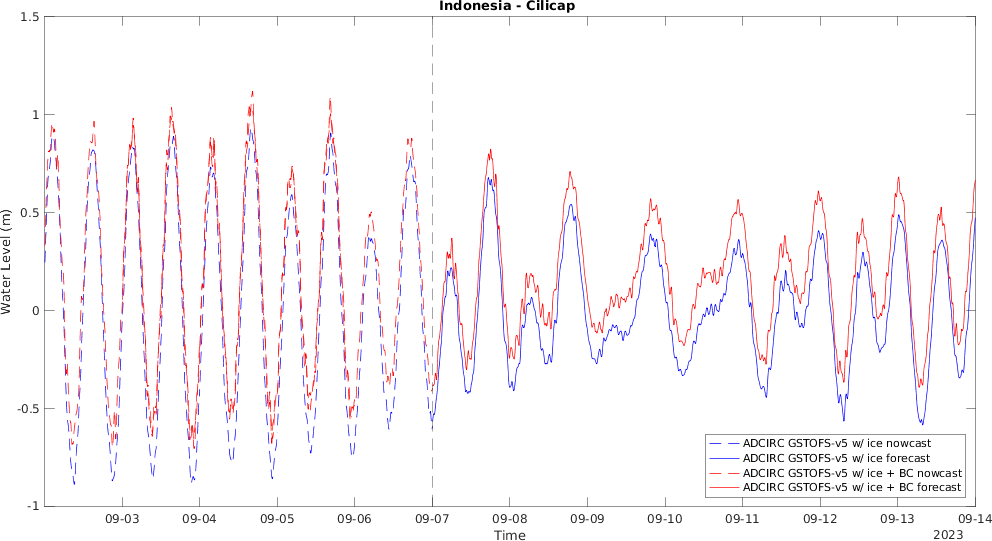 Indonesia - Cilicap
1.5
1
0.5
0
-0.5
-1
Water Level (m)
ADCIRC GSTOFS-v5 w/ ice nowcast
ADCIRC GSTOFS-v5 w/ ice forecast
ADCIRC GSTOFS-v5 w/ ice + BC nowcast
ADCIRC GSTOFS-v5 w/ ice + BC forecast
09-03 09-04 09-05 09-06 09-07 09-08 09-09 09-10 09-11 09-12 09-13 09-14
Time
2023